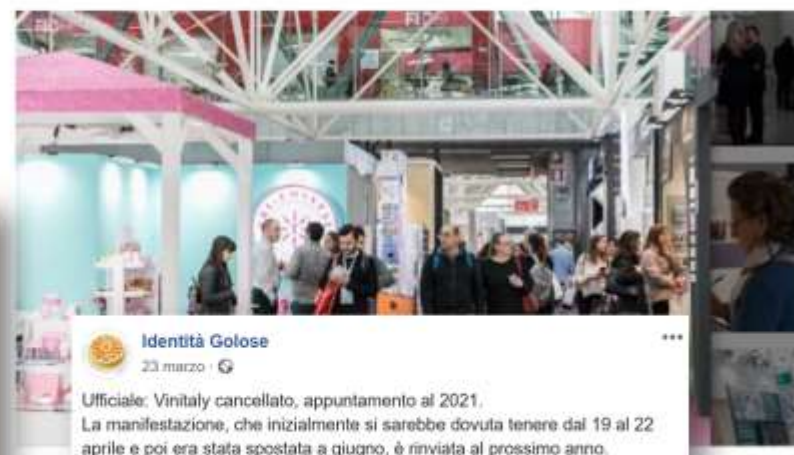 Identità Golose
23 marzo
Ufficiale: Vinitaly cancellato, appuntamento al 2021.
La manifestazione, che inizialmente si sarebbe dovuta tenere dal 19 al 22
aprile e poi era stata spostata a giugno, è rinviata al prossimo anno.